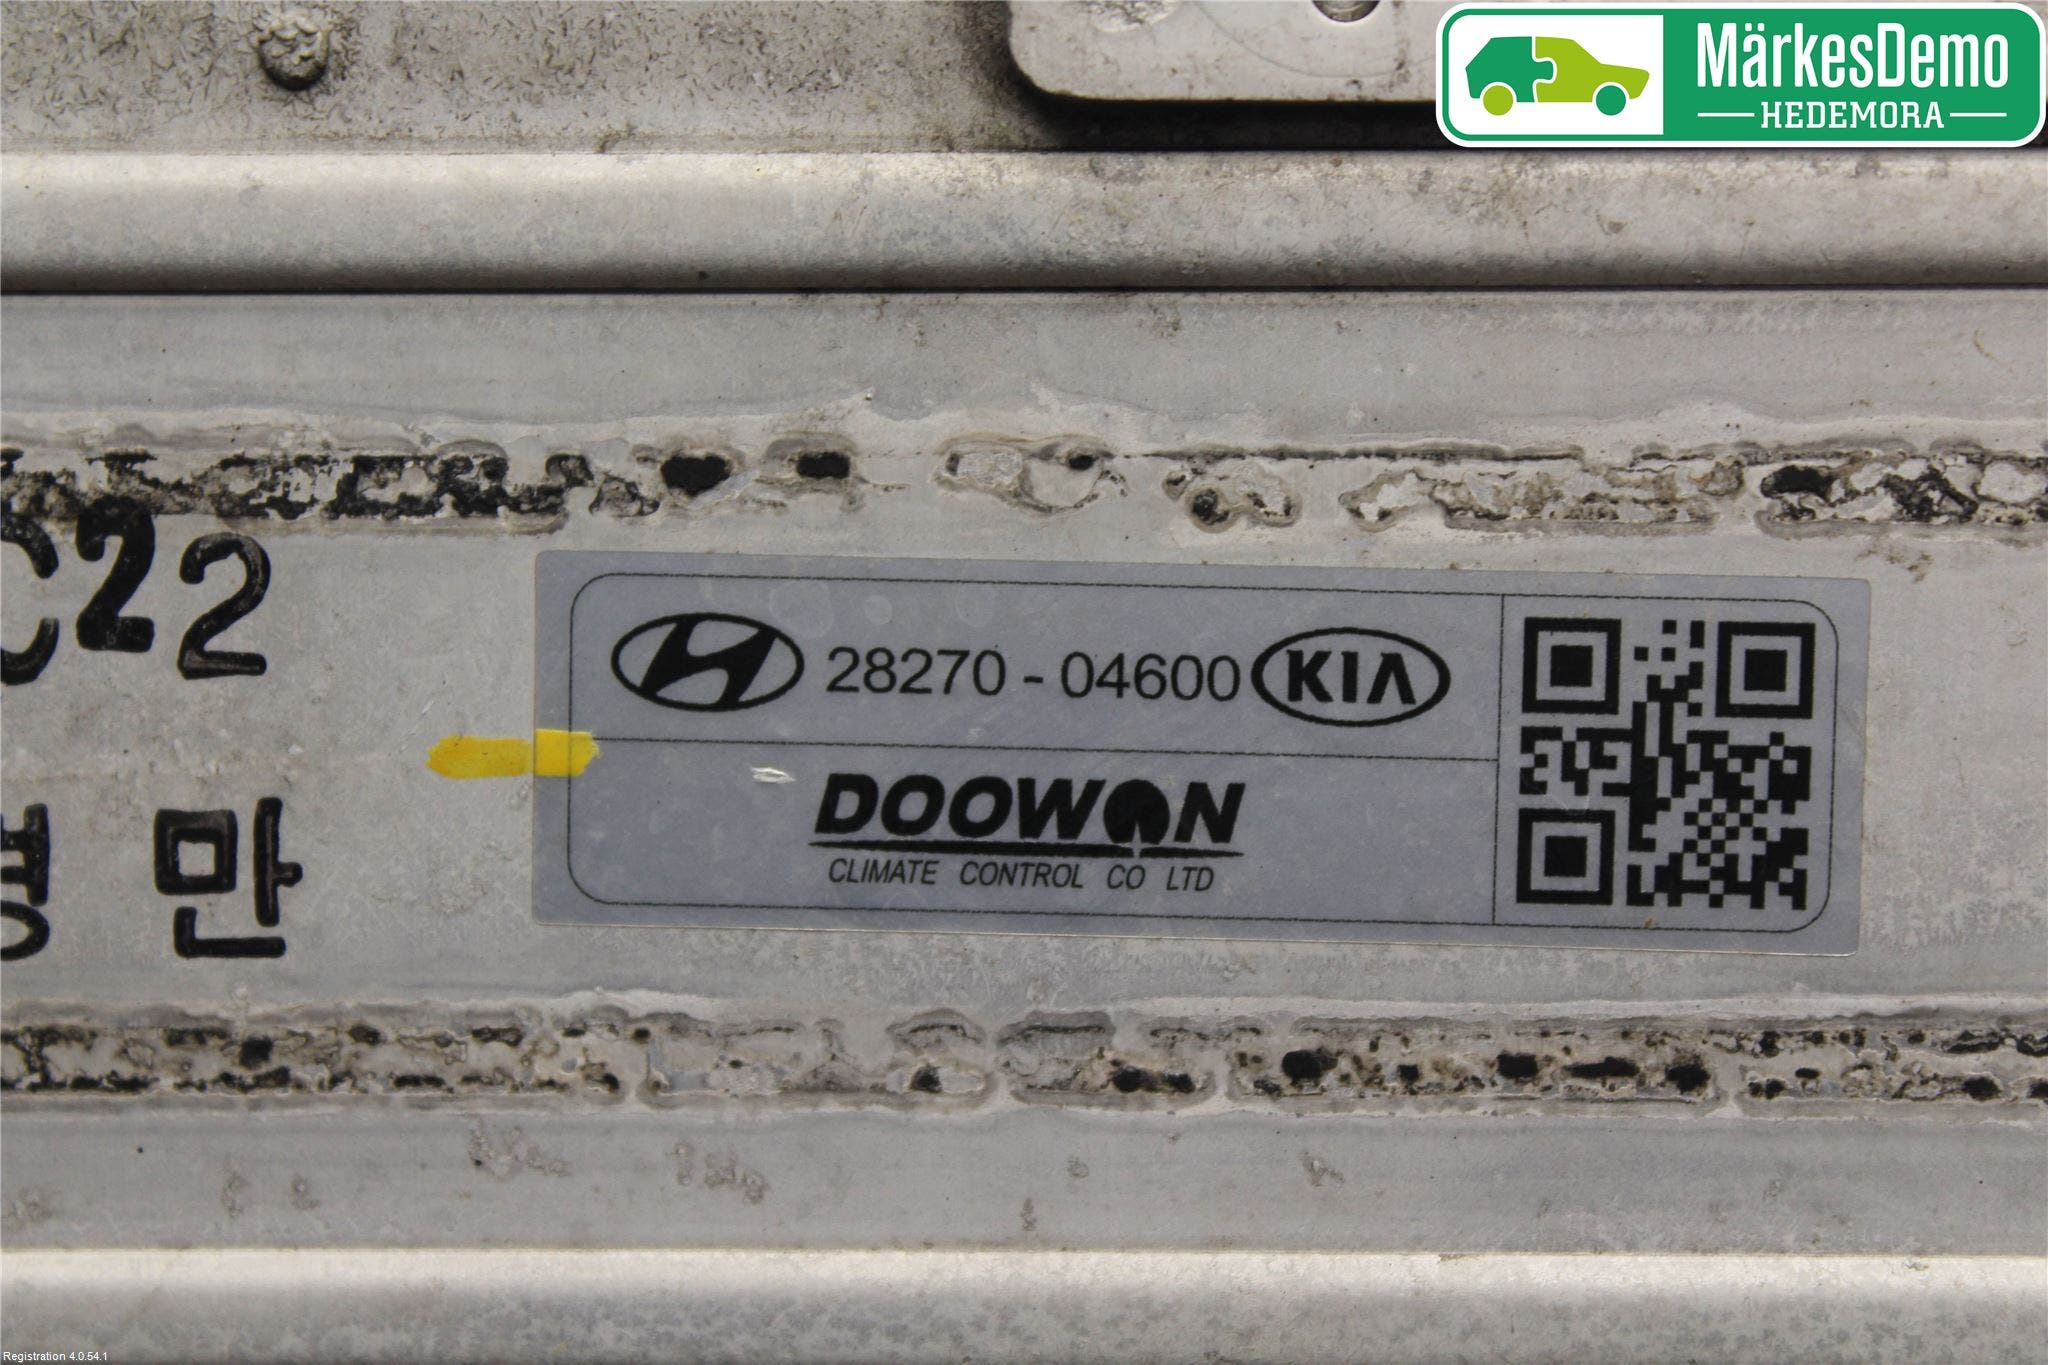 MärkesDemo
HEDEMORA
C22
28270 - 04600 KIA
만
DOOWON
CLIMATE CONTROL CO LTD
Registration 4.0.54.1